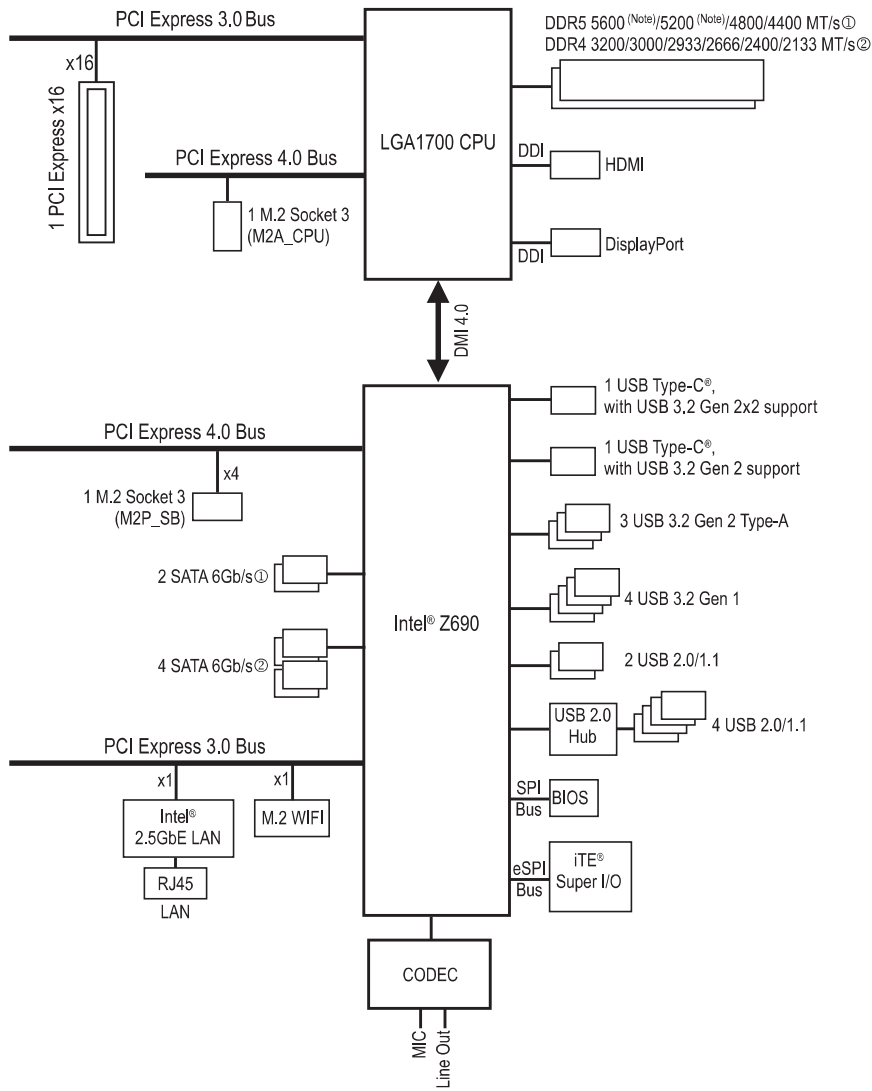 PCI Express 3.0 Bus
x16
1 PCI Express x16
PCI Express 4.0 Bus
1 M.2 Socket 3
(M2A_CPU)
LGA1700 CPU
DDR5 5600 (Note)/5200 (Note)/4800/4400 MT/s①
DDR4 3200/3000/2933/2666/2400/2133 MT/s②
DDI
HDMI
DDI
DisplayPort
DMI 4.0
PCI Express 4.0 Bus
x4
1 M.2 Socket 3
(M2P_SB)
2 SATA 6Gb/s①
4 SATA 6Gb/s②
PCI Express 3.0 Bus
x1
x1
Intel®
2.5GbE LAN
M.2 WIFI
RJ45
LAN
Intel® Z690
1 USB Type-C®,
with USB 3.2 Gen 2x2 support
1 USB Type-C®,
with USB 3.2 Gen 2 support
3 USB 3.2 Gen 2 Type-A
4 USB 3.2 Gen 1
2 USB 2.0/1.1
USB 2.0
Hub
4 USB 2.0/1.1
SPI
Bus
BIOS
eSPI
Bus
iTE®
Super I/O
CODEC
MIC
Line Out